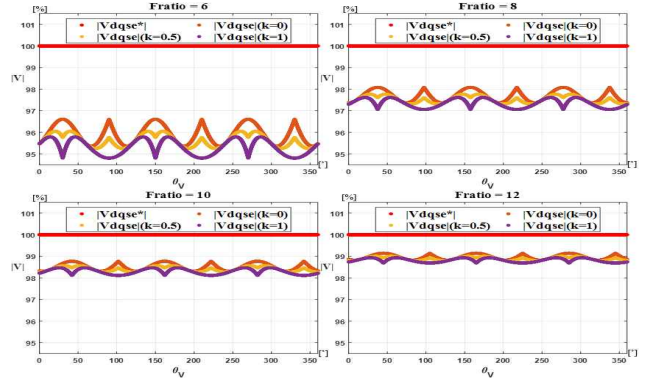 Fratio = 6
[%]
|Vdqse*| |Vdqse|(k=0)
|Vdqse|(k=0.5) |Vdqse|(k=1)
101
100
99
|V|
98
97
96
95
0 50 100 150 200 250 300 350 [°]
θV
Fratio = 8
[%]
|Vdqse*| |Vdqse|(k=0)
|Vdqse|(k=0.5) |Vdqse|(k=1)
101
100
99
|V|
98
97
96
95
0 50 100 150 200 250 300 350 [°]
θV
Fratio = 10
[%]
|Vdqse*| |Vdqse|(k=0)
|Vdqse|(k=0.5) |Vdqse|(k=1)
101
100
99
|V|
98
97
96
95
0 50 100 150 200 250 300 350 [°]
θV
Fratio = 12
[%]
|Vdqse*| |Vdqse|(k=0)
|Vdqse|(k=0.5) |Vdqse|(k=1)
101
100
99
|V|
98
97
96
95
0 50 100 150 200 250 300 350 [°]
θV